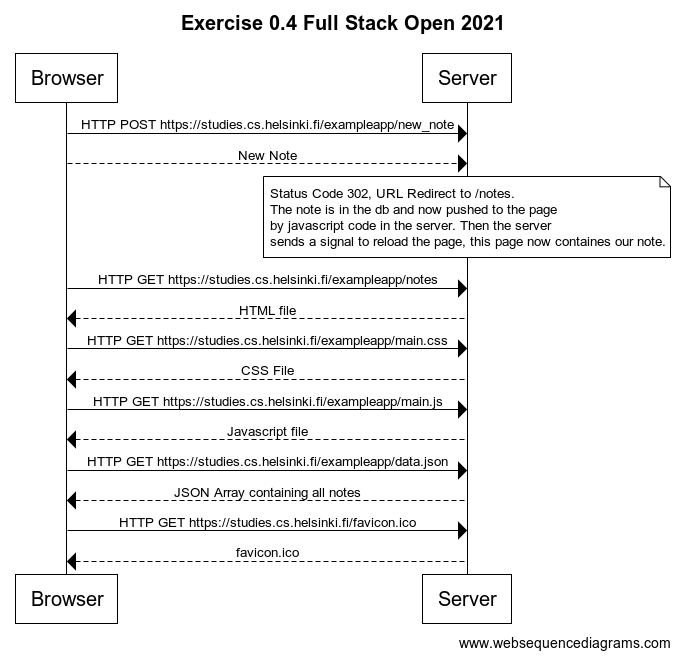 Exercise 0.4 Full Stack Open 2021
Browser
Server
HTTP POST https://studies.cs.helsinki.fi/exampleapp/new_note
New Note
Status Code 302, URL Redirect to /notes.
The note is in the db and now pushed to the page
by javascript code in the server. Then the server
sends a signal to reload the page, this page now containes our note.
HTTP GET https://studies.cs.helsinki.fi/exampleapp/notes
HTML file
HTTP GET https://studies.cs.helsinki.fi/exampleapp/main.css
CSS File
HTTP GET https://studies.cs.helsinki.fi/exampleapp/main.js
Javascript file
HTTP GET https://studies.cs.helsinki.fi/exampleapp/data.json
JSON Array containing all notes
HTTP GET https://studies.cs.helsinki.fi/favicon.ico
favicon.ico
Browser
Server
www.websequencediagrams.com